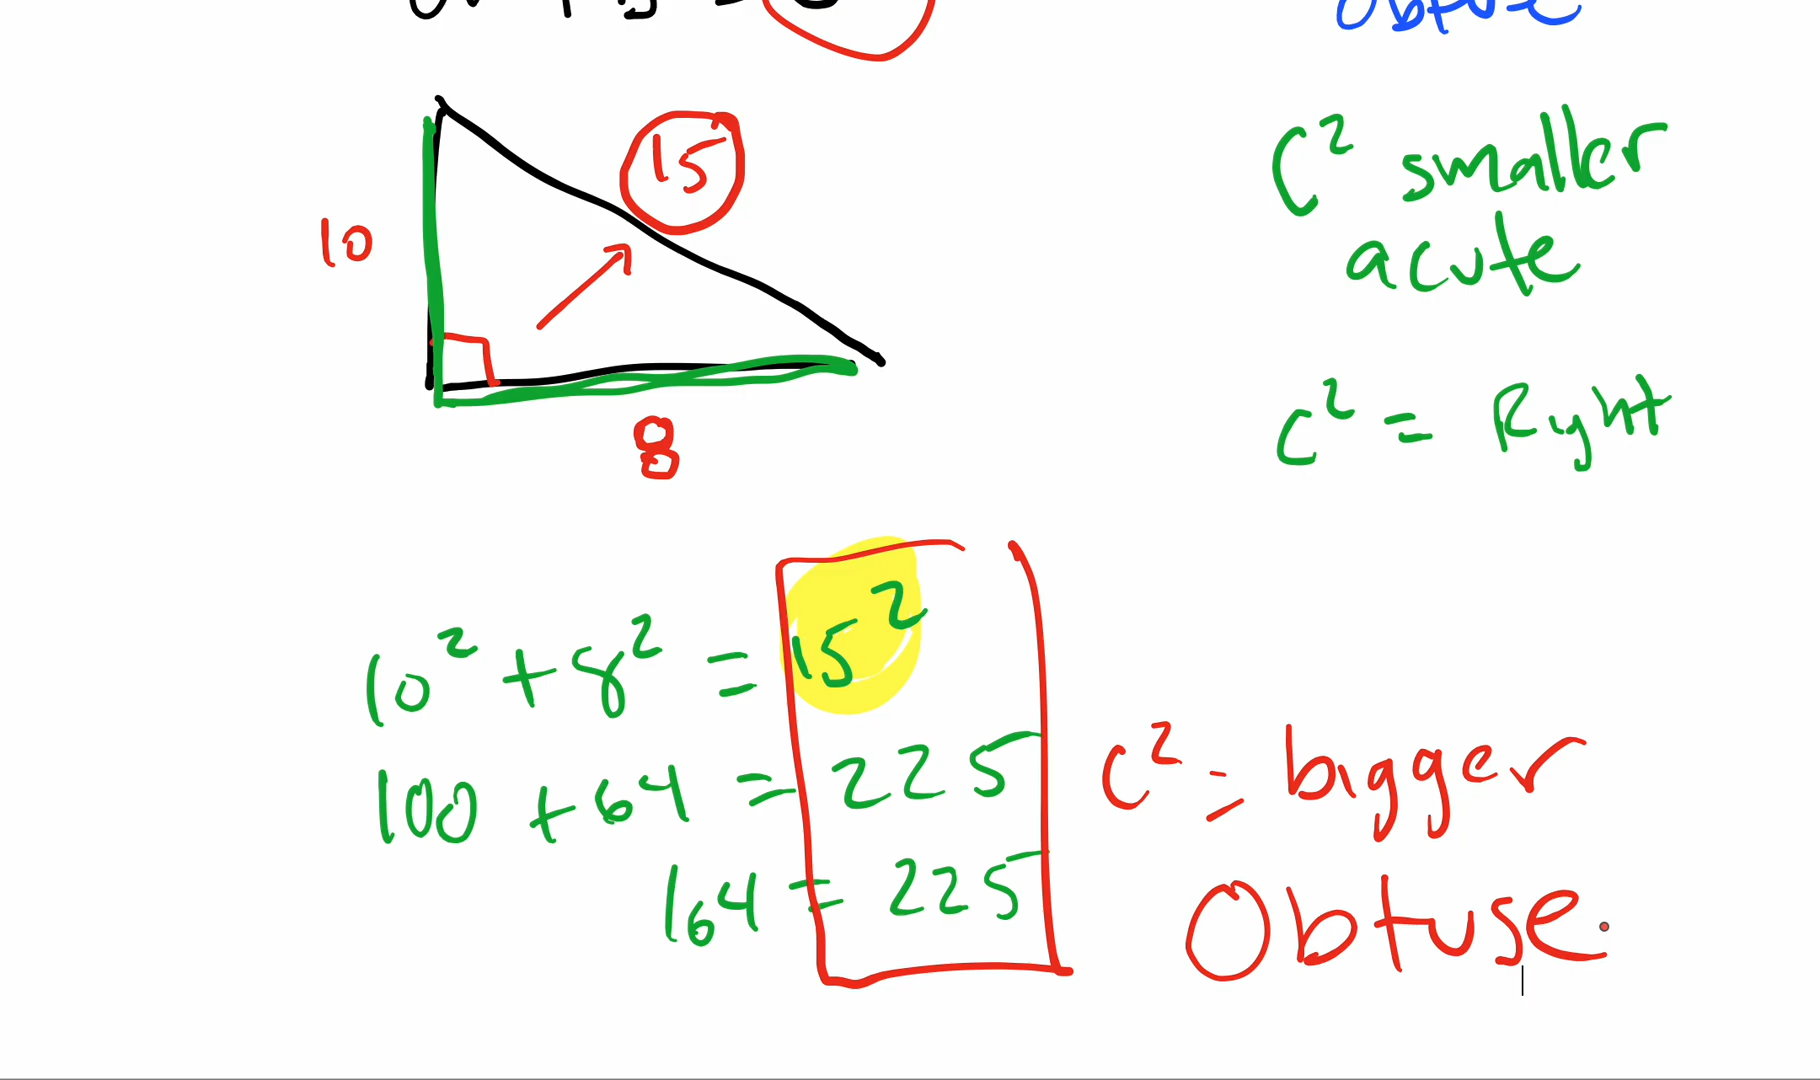 Obtuse
15
C² smaller
acute
10
C² = Right
8
10² + 8² = 15²
100 + 64 = 225
C² = bigger
164 = 225
Obtuse